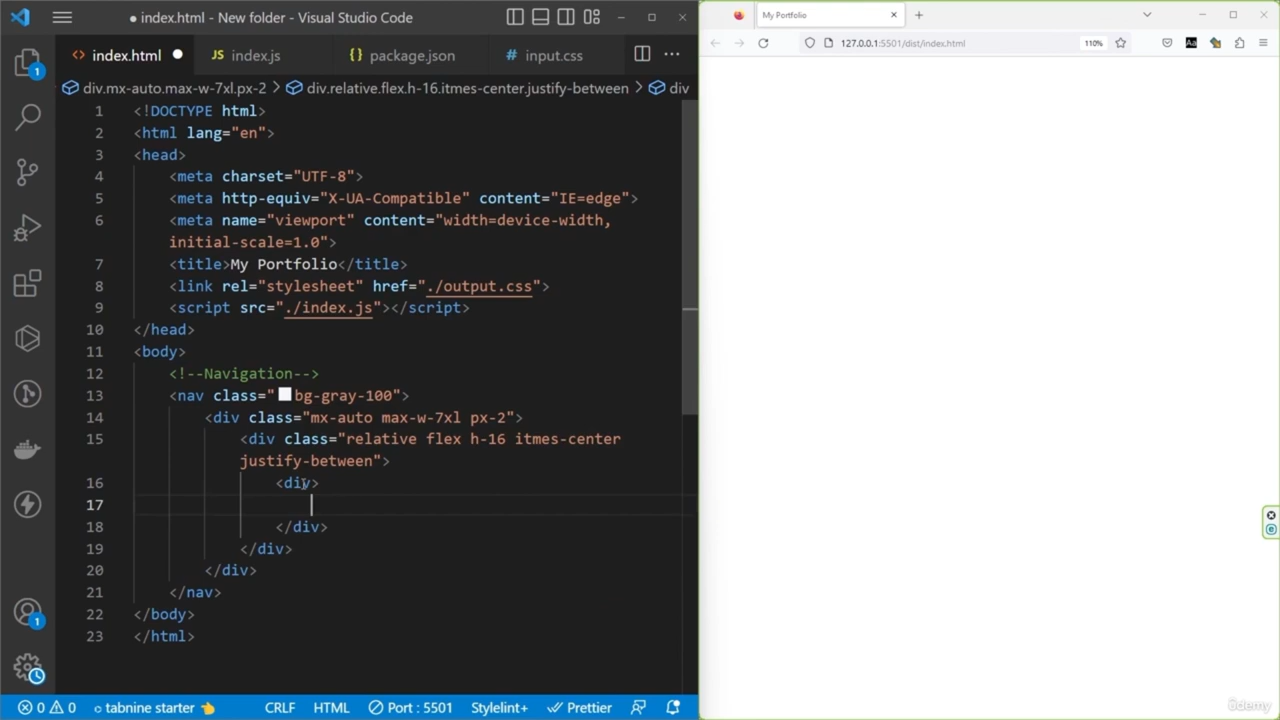 index.html - New folder - Visual Studio Code
index.html
JS index.js
{} package.json
# input.css
div.mx-auto.max-w-7xl.px-2 > div.relative.flex.h-16.itmes-center.justify-between > div
1 <!DOCTYPE html>
2 <html lang="en">
3 <head>
4 <meta charset="UTF-8">
5 <meta http-equiv="X-UA-Compatible" content="IE=edge">
6 <meta name="viewport" content="width=device-width,
initial-scale=1.0">
7 <title>My Portfolio</title>
8 <link rel="stylesheet" href="./output.css">
9 <script src="./index.js"></script>
10 </head>
11 <body>
12 <!--Navigation-->
13 <nav class="bg-gray-100">
14 <div class="mx-auto max-w-7xl px-2">
15 <div class="relative flex h-16 itmes-center
justify-between">
16 <div>
17
18 </div>
19 </div>
20 </div>
21 </nav>
22 </body>
23 </html>
1
1
0 0 tabnine starter CRLF HTML Port : 5501 Stylelint+ Prettier
My Portfolio
127.0.0.1:5501/dist/index.html
110%
Aa
ûdemy